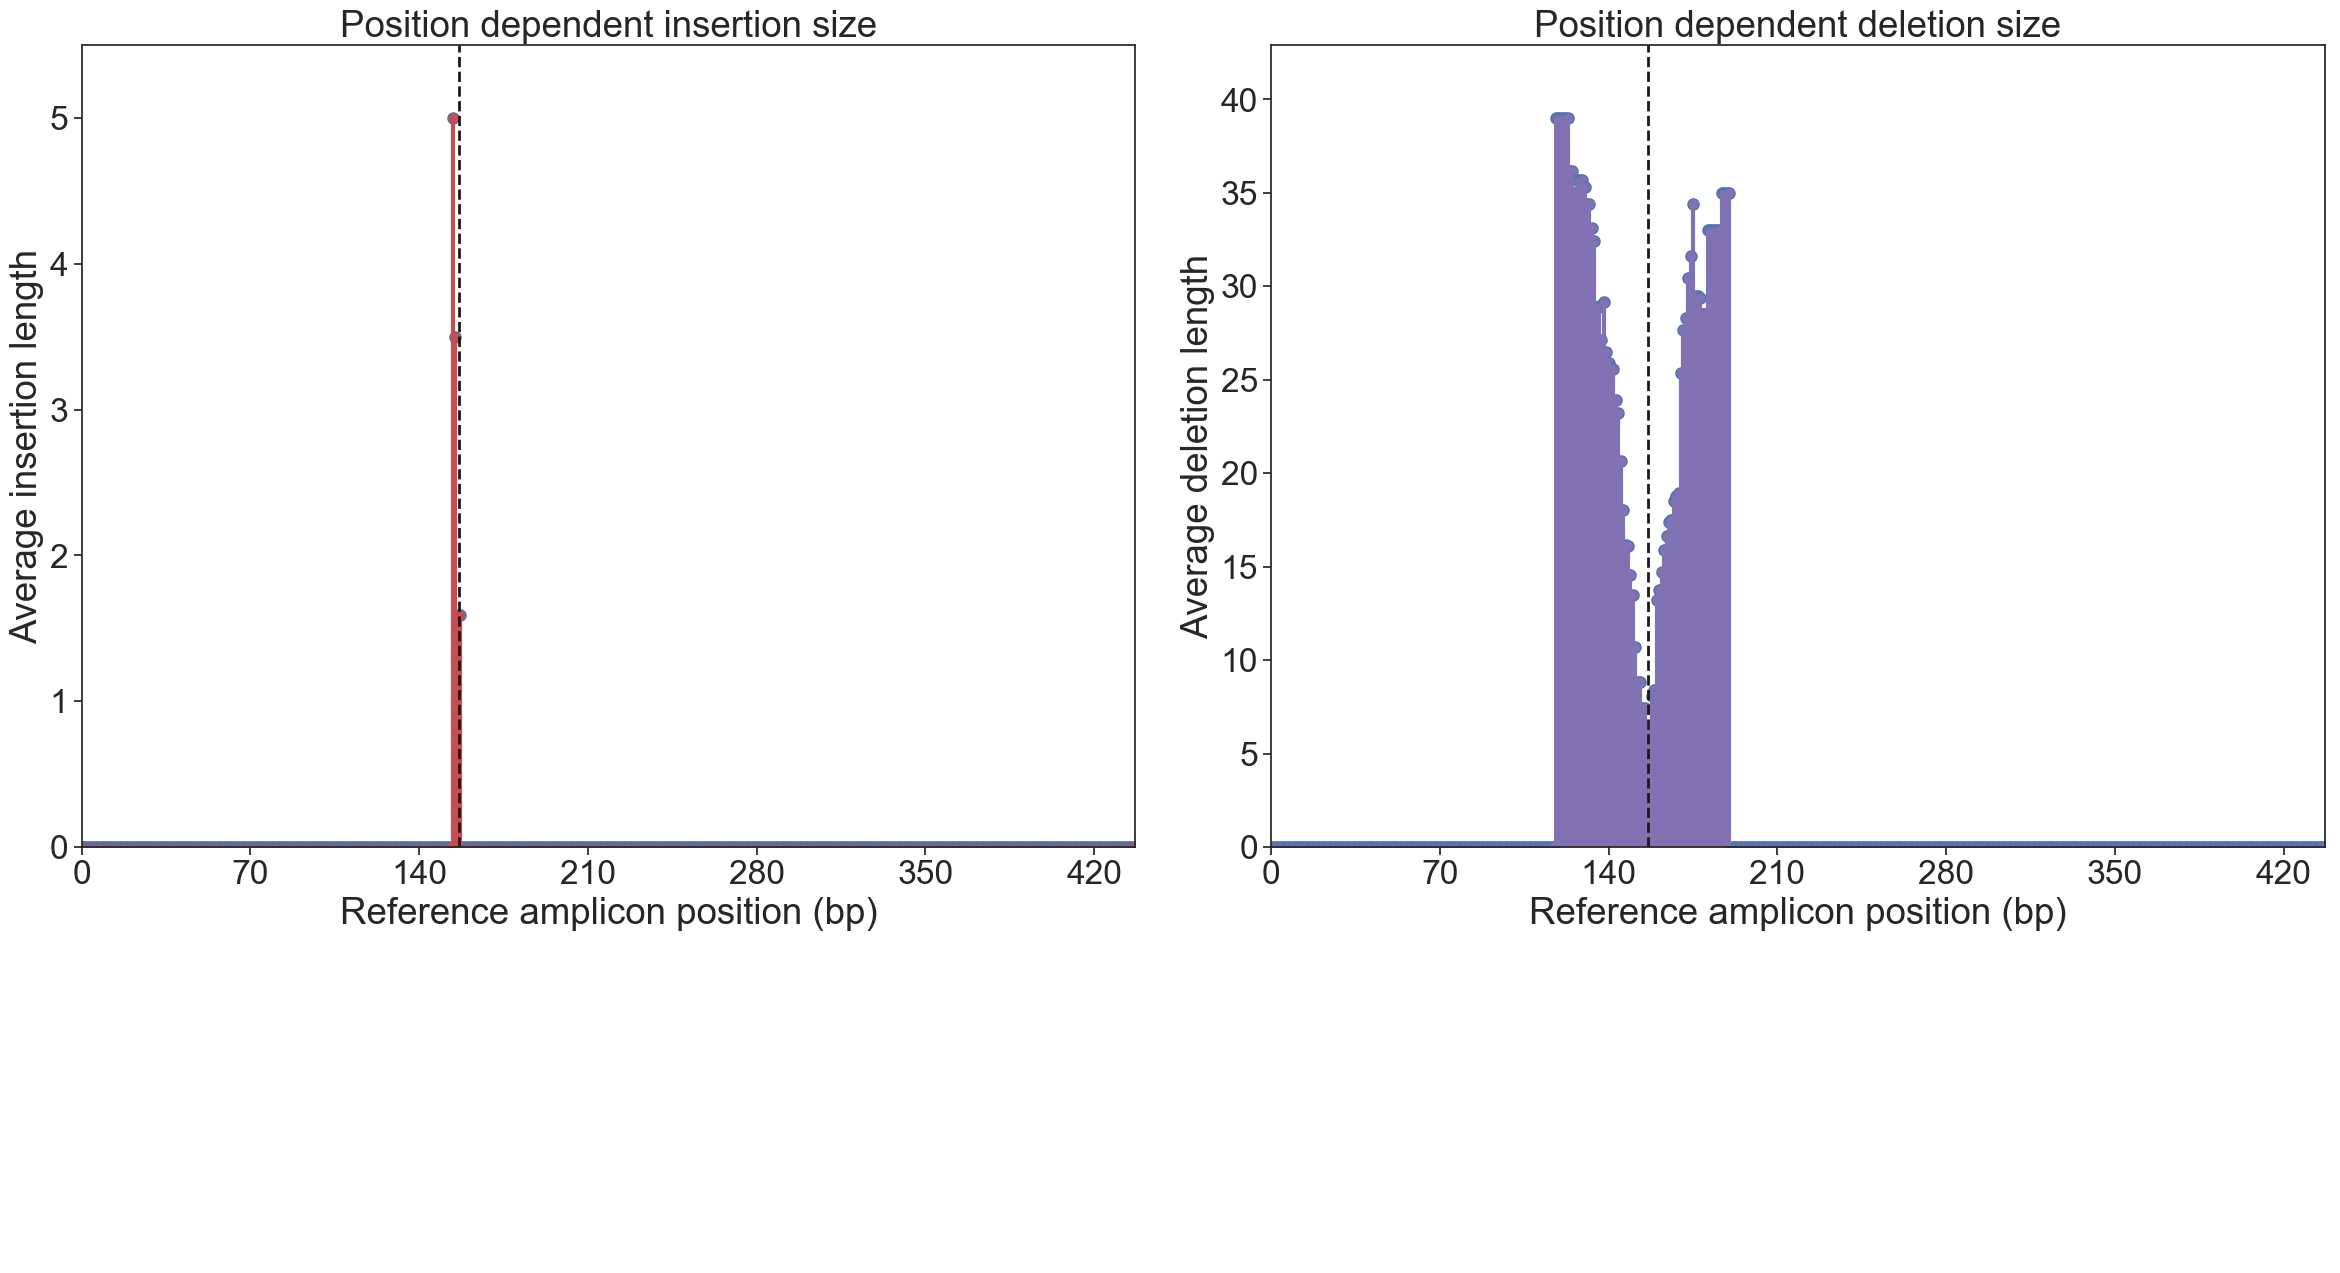 Position dependent insertion size
Average insertion length
5
4
3
2
1
0
0 70 140 210 280 350 420
Reference amplicon position (bp)
Position dependent deletion size
Average deletion length
40
35
30
25
20
15
10
5
0
0 70 140 210 280 350 420
Reference amplicon position (bp)